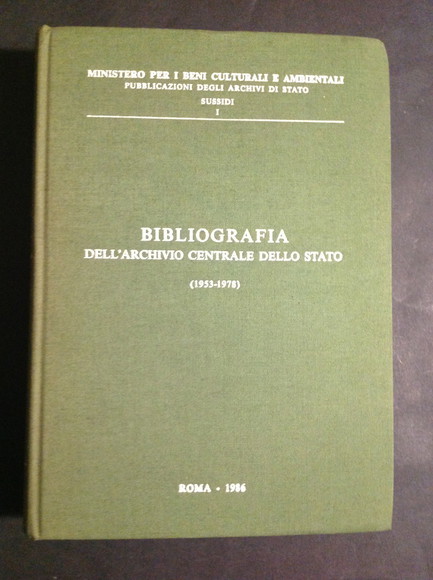 MINISTERO PER I BENI CULTURALI E AMBIENTALI
PUBBLICAZIONI DEGLI ARCHIVI DI STATO
SUSSIDI
I
BIBLIOGRAFIA
DELL'ARCHIVIO CENTRALE DELLO STATO
(1953-1978)
ROMA - 1986